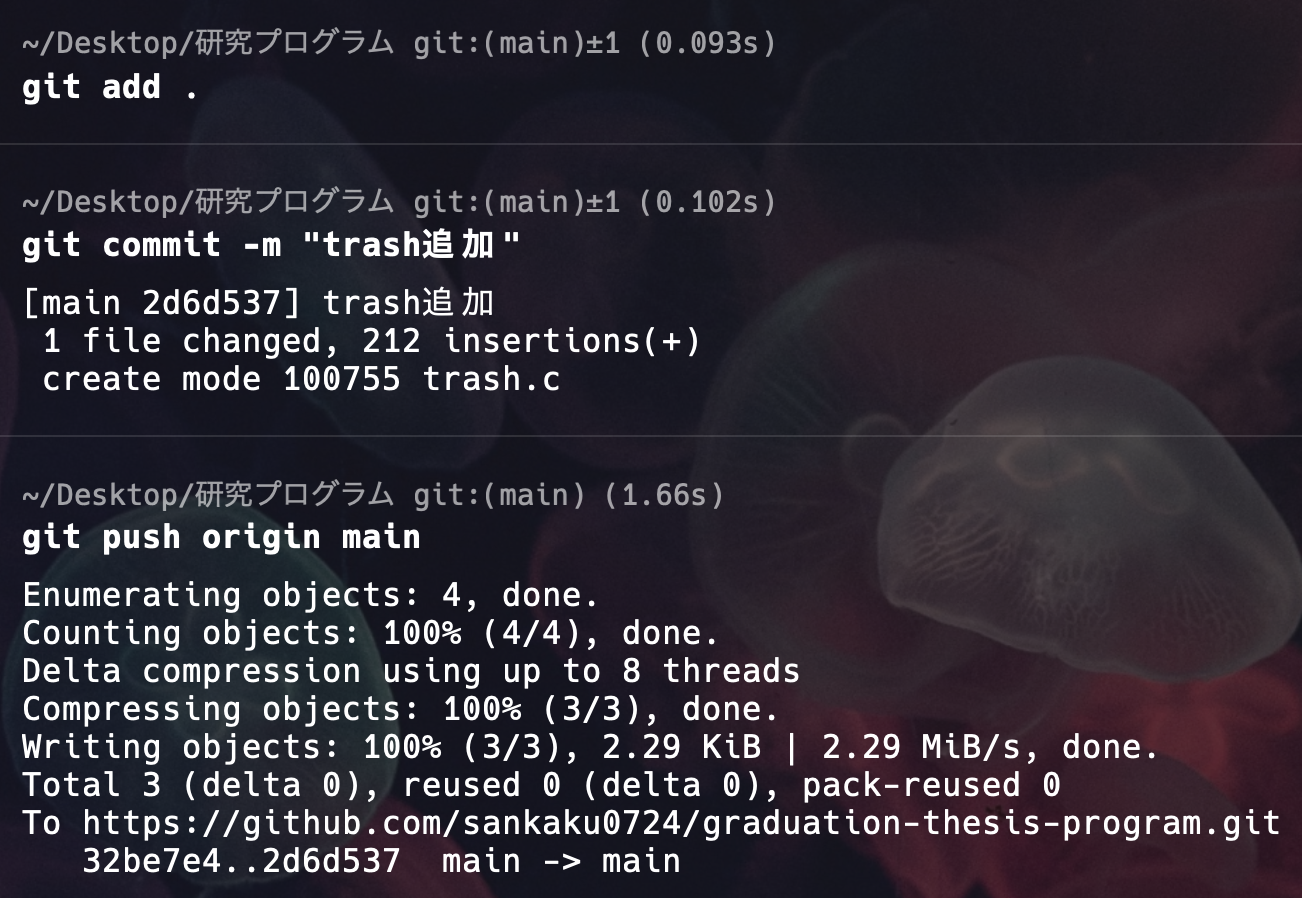 ~/Desktop/研究プログラム git:(main)±1 (0.093s)
git add .
~/Desktop/研究プログラム git:(main)±1 (0.102s)
git commit -m "trash追加"
[main 2d6d537] trash追加
 1 file changed, 212 insertions(+)
 create mode 100755 trash.c
~/Desktop/研究プログラム git:(main) (1.66s)
git push origin main
Enumerating objects: 4, done.
Counting objects: 100% (4/4), done.
Delta compression using up to 8 threads
Compressing objects: 100% (3/3), done.
Writing objects: 100% (3/3), 2.29 KiB | 2.29 MiB/s, done.
Total 3 (delta 0), reused 0 (delta 0), pack-reused 0
To https://github.com/sankaku0724/graduation-thesis-program.git
   32be7e4..2d6d537  main -> main